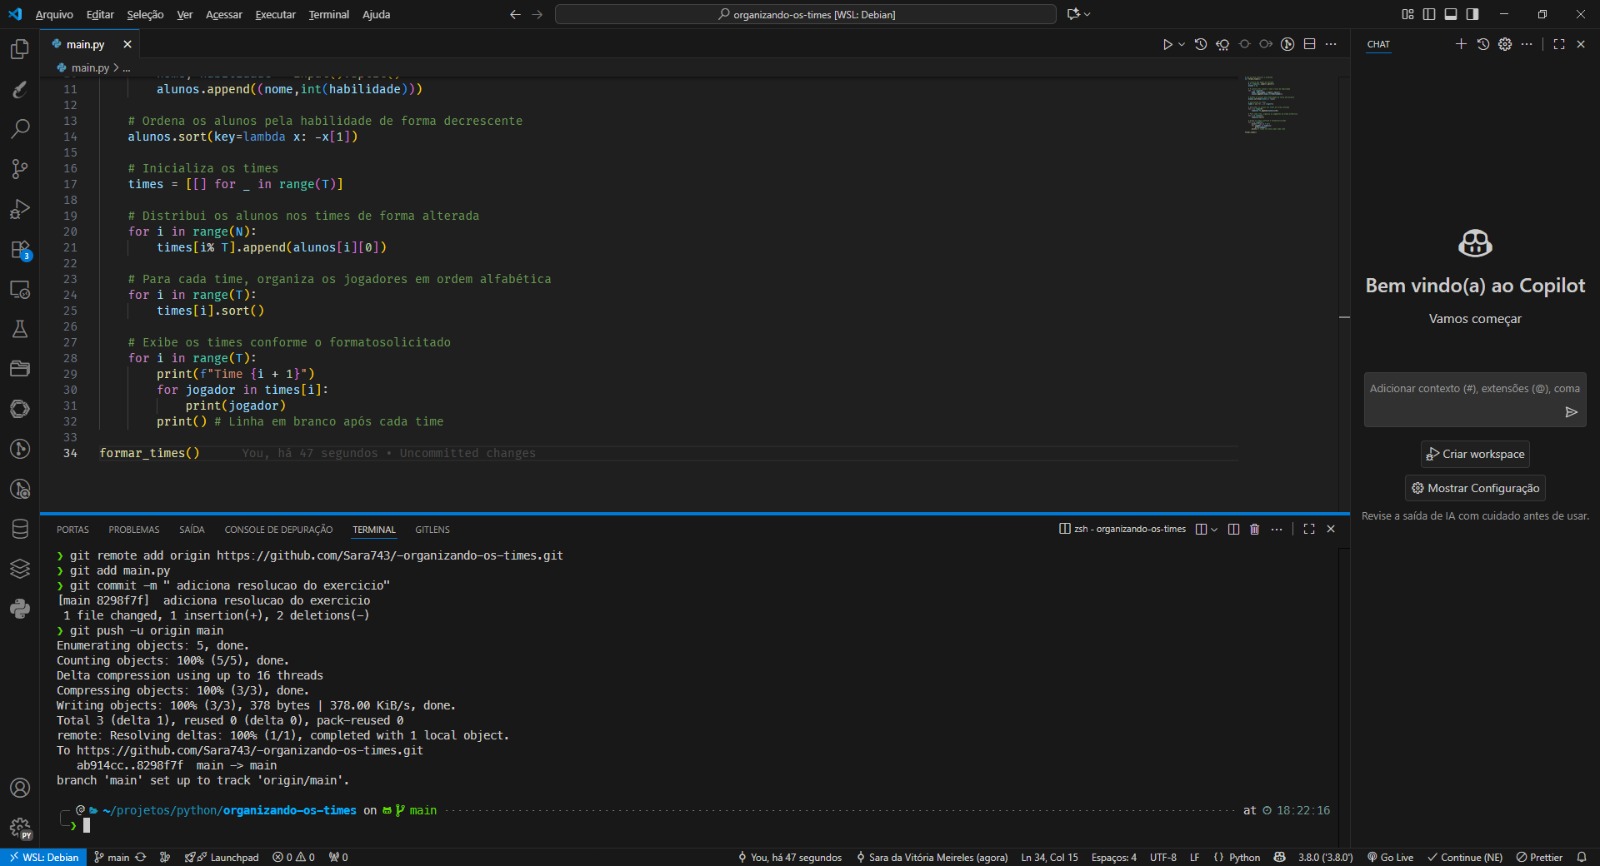 Arquivo Editar Seleção Ver Acessar Executar Terminal Ajuda
organizando-os-times [WSL: Debian]
main.py
main.py > ...
CHAT
11 alunos.append((nome,int(habilidade)))
12
13 # Ordena os alunos pela habilidade de forma decrescente
14 alunos.sort(key=lambda x: -x[1])
15
16 # Inicializa os times
17 times = [[] for _ in range(T)]
18
19 # Distribui os alunos nos times de forma alterada
20 for i in range(N):
21 times[i% T].append(alunos[i][0])
22
23 # Para cada time, organiza os jogadores em ordem alfabética
24 for i in range(T):
25 times[i].sort()
26
27 # Exibe os times conforme o formatosolicitado
28 for i in range(T):
29 print(f"Time {i + 1}")
30 for jogador in times[i]:
31 print(jogador)
32 print() # Linha em branco após cada time
33
34 formar_times() You, há 47 segundos • Uncommitted changes
Bem vindo(a) ao Copilot
Vamos começar
Adicionar contexto (#), extensões (@), coma
Criar workspace
Mostrar Configuração
Revise a saída de IA com cuidado antes de usar.
3
PORTAS PROBLEMAS SAÍDA CONSOLE DE DEPURAÇÃO TERMINAL GITLENS
zsh - organizando-os-times
❯ git remote add origin https://github.com/Sara743/-organizando-os-times.git
❯ git add main.py
❯ git commit -m " adiciona resolucao do exercicio"
[main 8298f7f]  adiciona resolucao do exercicio
1 file changed, 1 insertion(+), 2 deletions(-)
❯ git push -u origin main
Enumerating objects: 5, done.
Counting objects: 100% (5/5), done.
Delta compression using up to 16 threads
Compressing objects: 100% (3/3), done.
Writing objects: 100% (3/3), 378 bytes | 378.00 KiB/s, done.
Total 3 (delta 1), reused 0 (delta 0), pack-reused 0
remote: Resolving deltas: 100% (1/1), completed with 1 local object.
To https://github.com/Sara743/-organizando-os-times.git
ab914cc..8298f7f  main -> main
branch 'main' set up to track 'origin/main'.
~/projetos/python/organizando-os-times on main at 18:22:16
❯
PY
WSL: Debian main Launchpad 0 0 0 You, há 47 segundos Sara da Vitória Meireles (agora) Ln 34, Col 15 Espaços: 4 UTF-8 LF {} Python 3.8.0 ('3.8.0') Go Live Continue (NE) Prettier